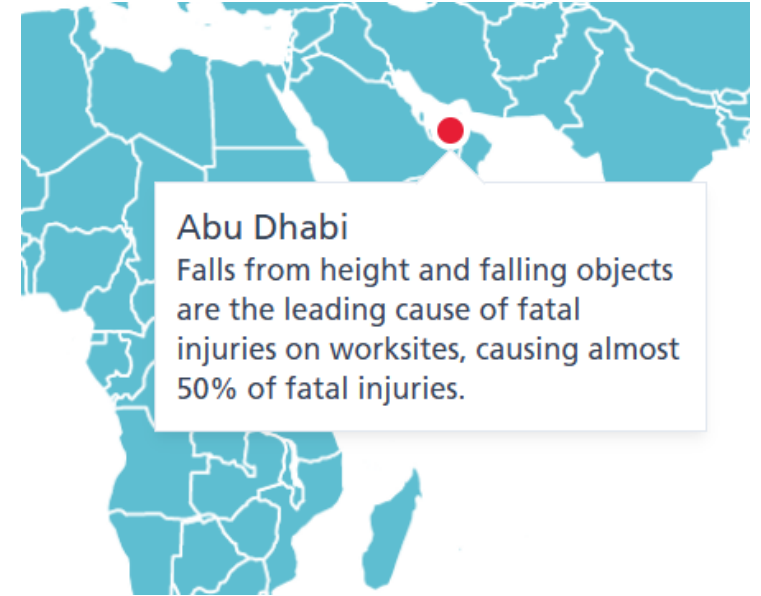 Abu Dhabi
Falls from height and falling objects
are the leading cause of fatal
injuries on worksites, causing almost
50% of fatal injuries.